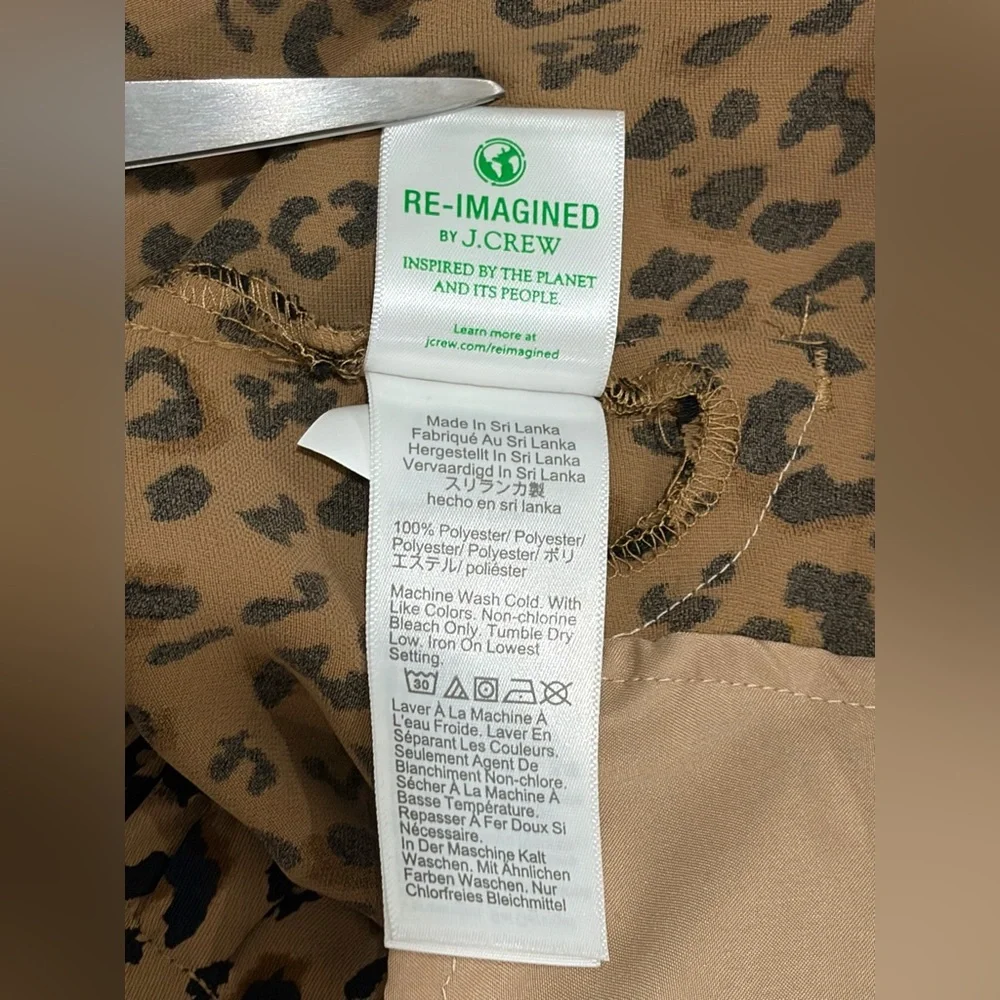 RE-IMAGINED
BY J.CREW
INSPIRED BY THE PLANET
AND ITS PEOPLE.
Learn more at
jcrew.com/reimagined
Made In Sri Lanka
Fabriqué Au Sri Lanka
Hergestellt In Sri Lanka
Vervaardigd In Sri Lanka
スリランカ製
hecho en sri lanka
100% Polyester/ Polyester/
Polyester/ Polyester/ ポリ
エステル/ poliéster
Machine Wash Cold. With
Like Colors. Non-chlorine
Bleach Only. Tumble Dry
Low. Iron On Lowest
Setting.
30
Laver À La Machine À
L'eau Froide. Laver En
Séparant Les Couleurs.
Seulement Agent De
Blanchiment Non-chlore.
Sécher À La Machine À
Basse Température.
Repasser À Fer Doux Si
Nécessaire.
In Der Maschine Kalt
Waschen. Mit Ähnlichen
Farben Waschen. Nur
Chlorfreies Bleichmittel